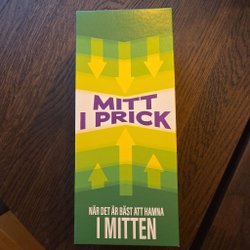 MITT
I PRICK
NÄR DET ÄR BÄST ATT HAMNA
I MITTEN